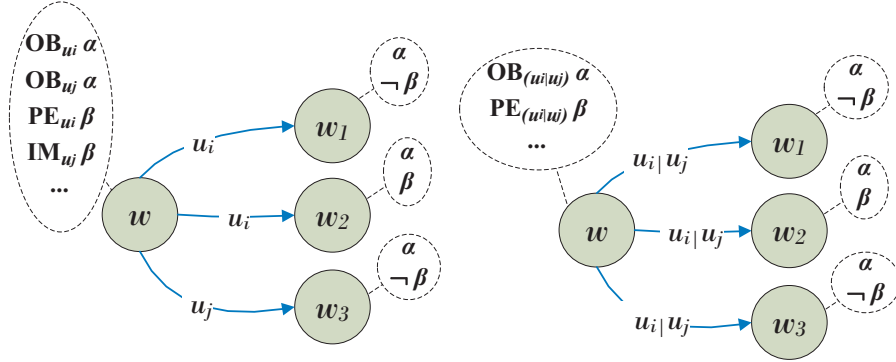 OB_ui α
OB_uj α
PE_ui β
IM_uj β
...
w
u_i
u_i
u_j
w_1
w_2
w_3
α
¬ β
α
β
α
¬ β
OB_(ui|uj) α
PE_(ui|uj) β
...
w
u_i| u_j
u_i| u_j
u_i| u_j
w_1
w_2
w_3
α
¬ β
α
β
α
¬ β